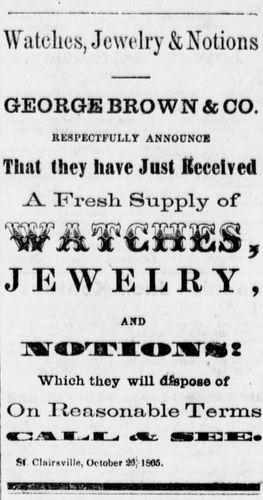 Watches, Jewelry & Notions
GEORGE BROWN & CO.
RESPECTFULLY ANNOUNCE
That they have Just Received
A Fresh Supply of
WATCHES,
JEWELRY,
AND
NOTIONS!
Which they will dispose of
On Reasonable Terms
CALL & SEE.
St. Clairsville, October 26, 1865.